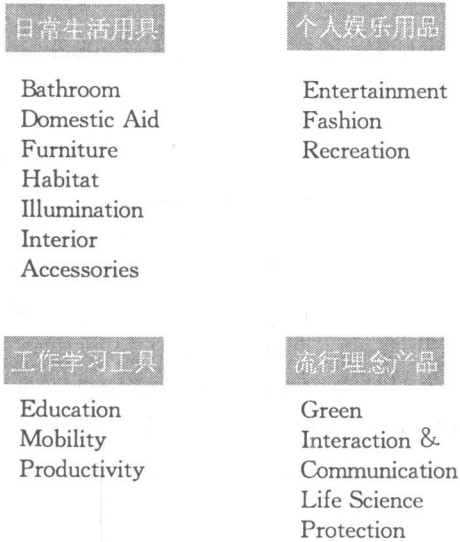 日常生活用具
Bathroom
Domestic Aid
Furniture
Habitat
Illumination
Interior
Accessories
个人娱乐用品
Entertainment
Fashion
Recreation
工作学习工具
Education
Mobility
Productivity
流行理念产品
Green
Interaction &
Communication
Life Science
Protection